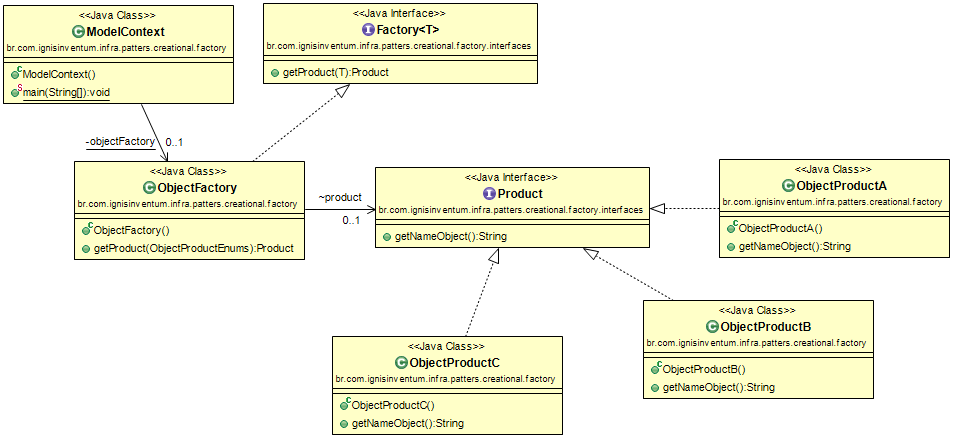 <<Java Class>>
ModelContext
br.com.ignisinventum.infra.patters.creational.factory
ModelContext()
main(String[]):void
<<Java Interface>>
Factory<T>
br.com.ignisinventum.infra.patters.creational.factory.interfaces
getProduct(T):Product
-objectFactory
0..1
<<Java Class>>
ObjectFactory
br.com.ignisinventum.infra.patters.creational.factory
ObjectFactory()
getProduct(ObjectProductEnums):Product
~product
0..1
<<Java Interface>>
Product
br.com.ignisinventum.infra.patters.creational.factory.interfaces
getNameObject():String
<<Java Class>>
ObjectProductA
br.com.ignisinventum.infra.patters.creational.factory
ObjectProductA()
getNameObject():String
<<Java Class>>
ObjectProductB
br.com.ignisinventum.infra.patters.creational.factory
ObjectProductB()
getNameObject():String
<<Java Class>>
ObjectProductC
br.com.ignisinventum.infra.patters.creational.factory
ObjectProductC()
getNameObject():String